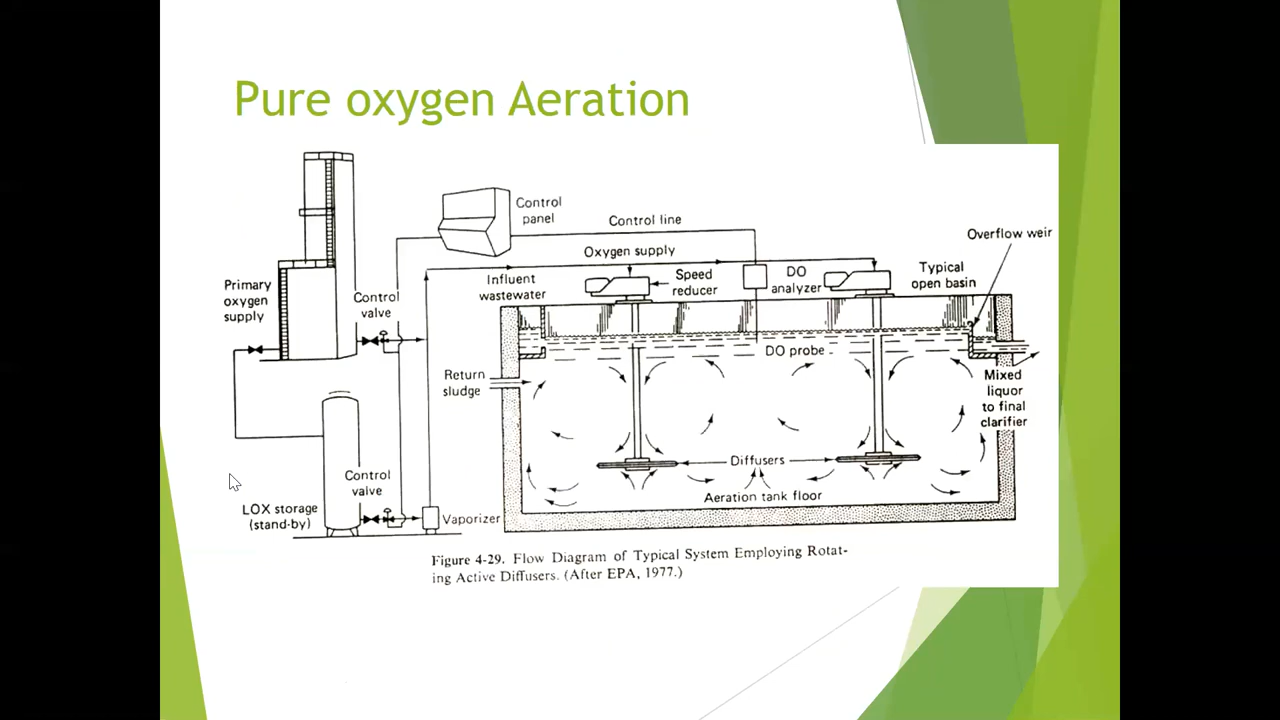 Pure oxygen Aeration
Control
panel
Control line
Overflow weir
Oxygen supply
Primary
oxygen
supply
Control
valve
Influent
wastewater
Speed
reducer
DO
analyzer
Typical
open basin
DO probe
Return
sludge
Mixed
liquor
to final
clarifier
Diffusers
Control
valve
Aeration tank floor
LOX storage
(stand-by)
Vaporizer
Figure 4-29. Flow Diagram of Typical System Employing Rotat-
ing Active Diffusers. (After EPA, 1977.)